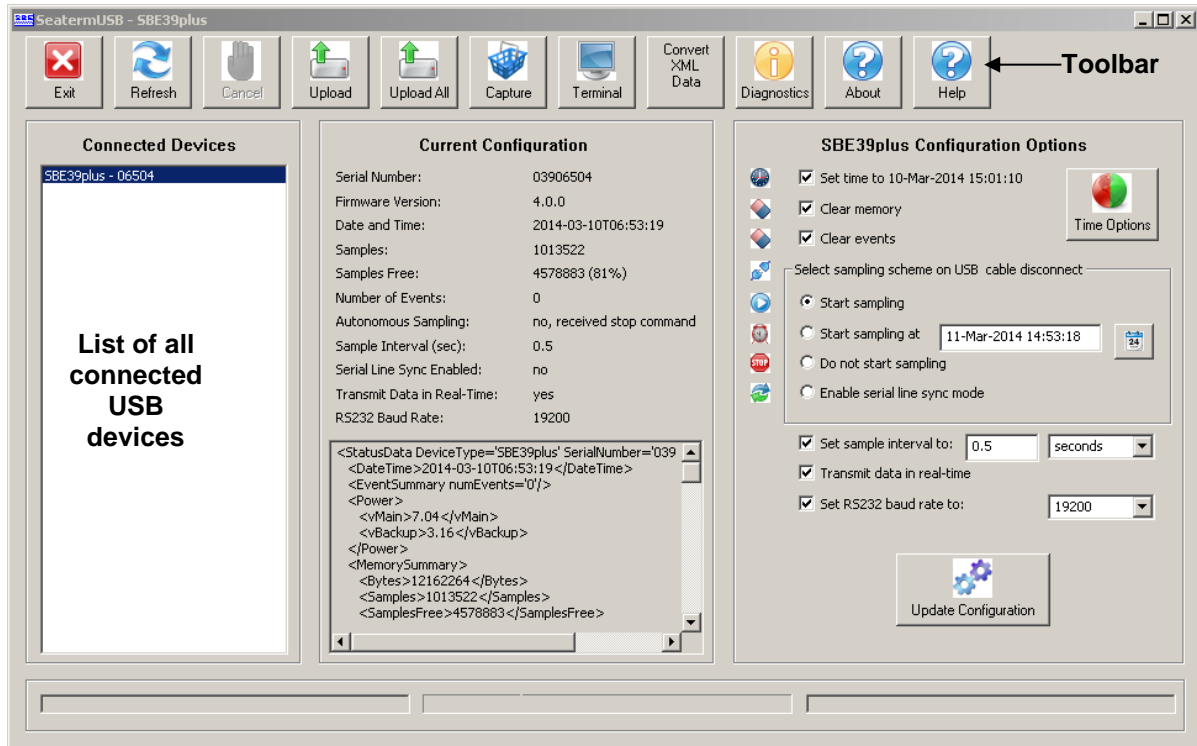 SBE SeatermUSB - SBE39plus
Exit
Refresh
Cancel
Upload
Upload All
Capture
Terminal
Convert
XML
Data
Diagnostics
About
Help
Toolbar
Connected Devices
SBE39plus - 06504
List of all
connected
USB
devices
Current Configuration
Serial Number: 03906504
Firmware Version: 4.0.0
Date and Time: 2014-03-10T06:53:19
Samples: 1013522
Samples Free: 4578883 (81%)
Number of Events: 0
Autonomous Sampling: no, received stop command
Sample Interval (sec): 0.5
Serial Line Sync Enabled: no
Transmit Data in Real-Time: yes
RS232 Baud Rate: 19200
<StatusData DeviceType='SBE39plus' SerialNumber='039
<DateTime>2014-03-10T06:53:19</DateTime>
<EventSummary numEvents='0'/>
<Power>
<vMain>7.04</vMain>
<vBackup>3.16</vBackup>
</Power>
<MemorySummary>
<Bytes>12162264</Bytes>
<Samples>1013522</Samples>
<SamplesFree>4578883</SamplesFree>
SBE39plus Configuration Options
Set time to 10-Mar-2014 15:01:10
Clear memory
Clear events
Time Options
Select sampling scheme on USB cable disconnect
Start sampling
Start sampling at 11-Mar-2014 14:53:18
24
STOP
Do not start sampling
Enable serial line sync mode
Set sample interval to: 0.5 seconds
Transmit data in real-time
Set RS232 baud rate to: 19200
Update Configuration